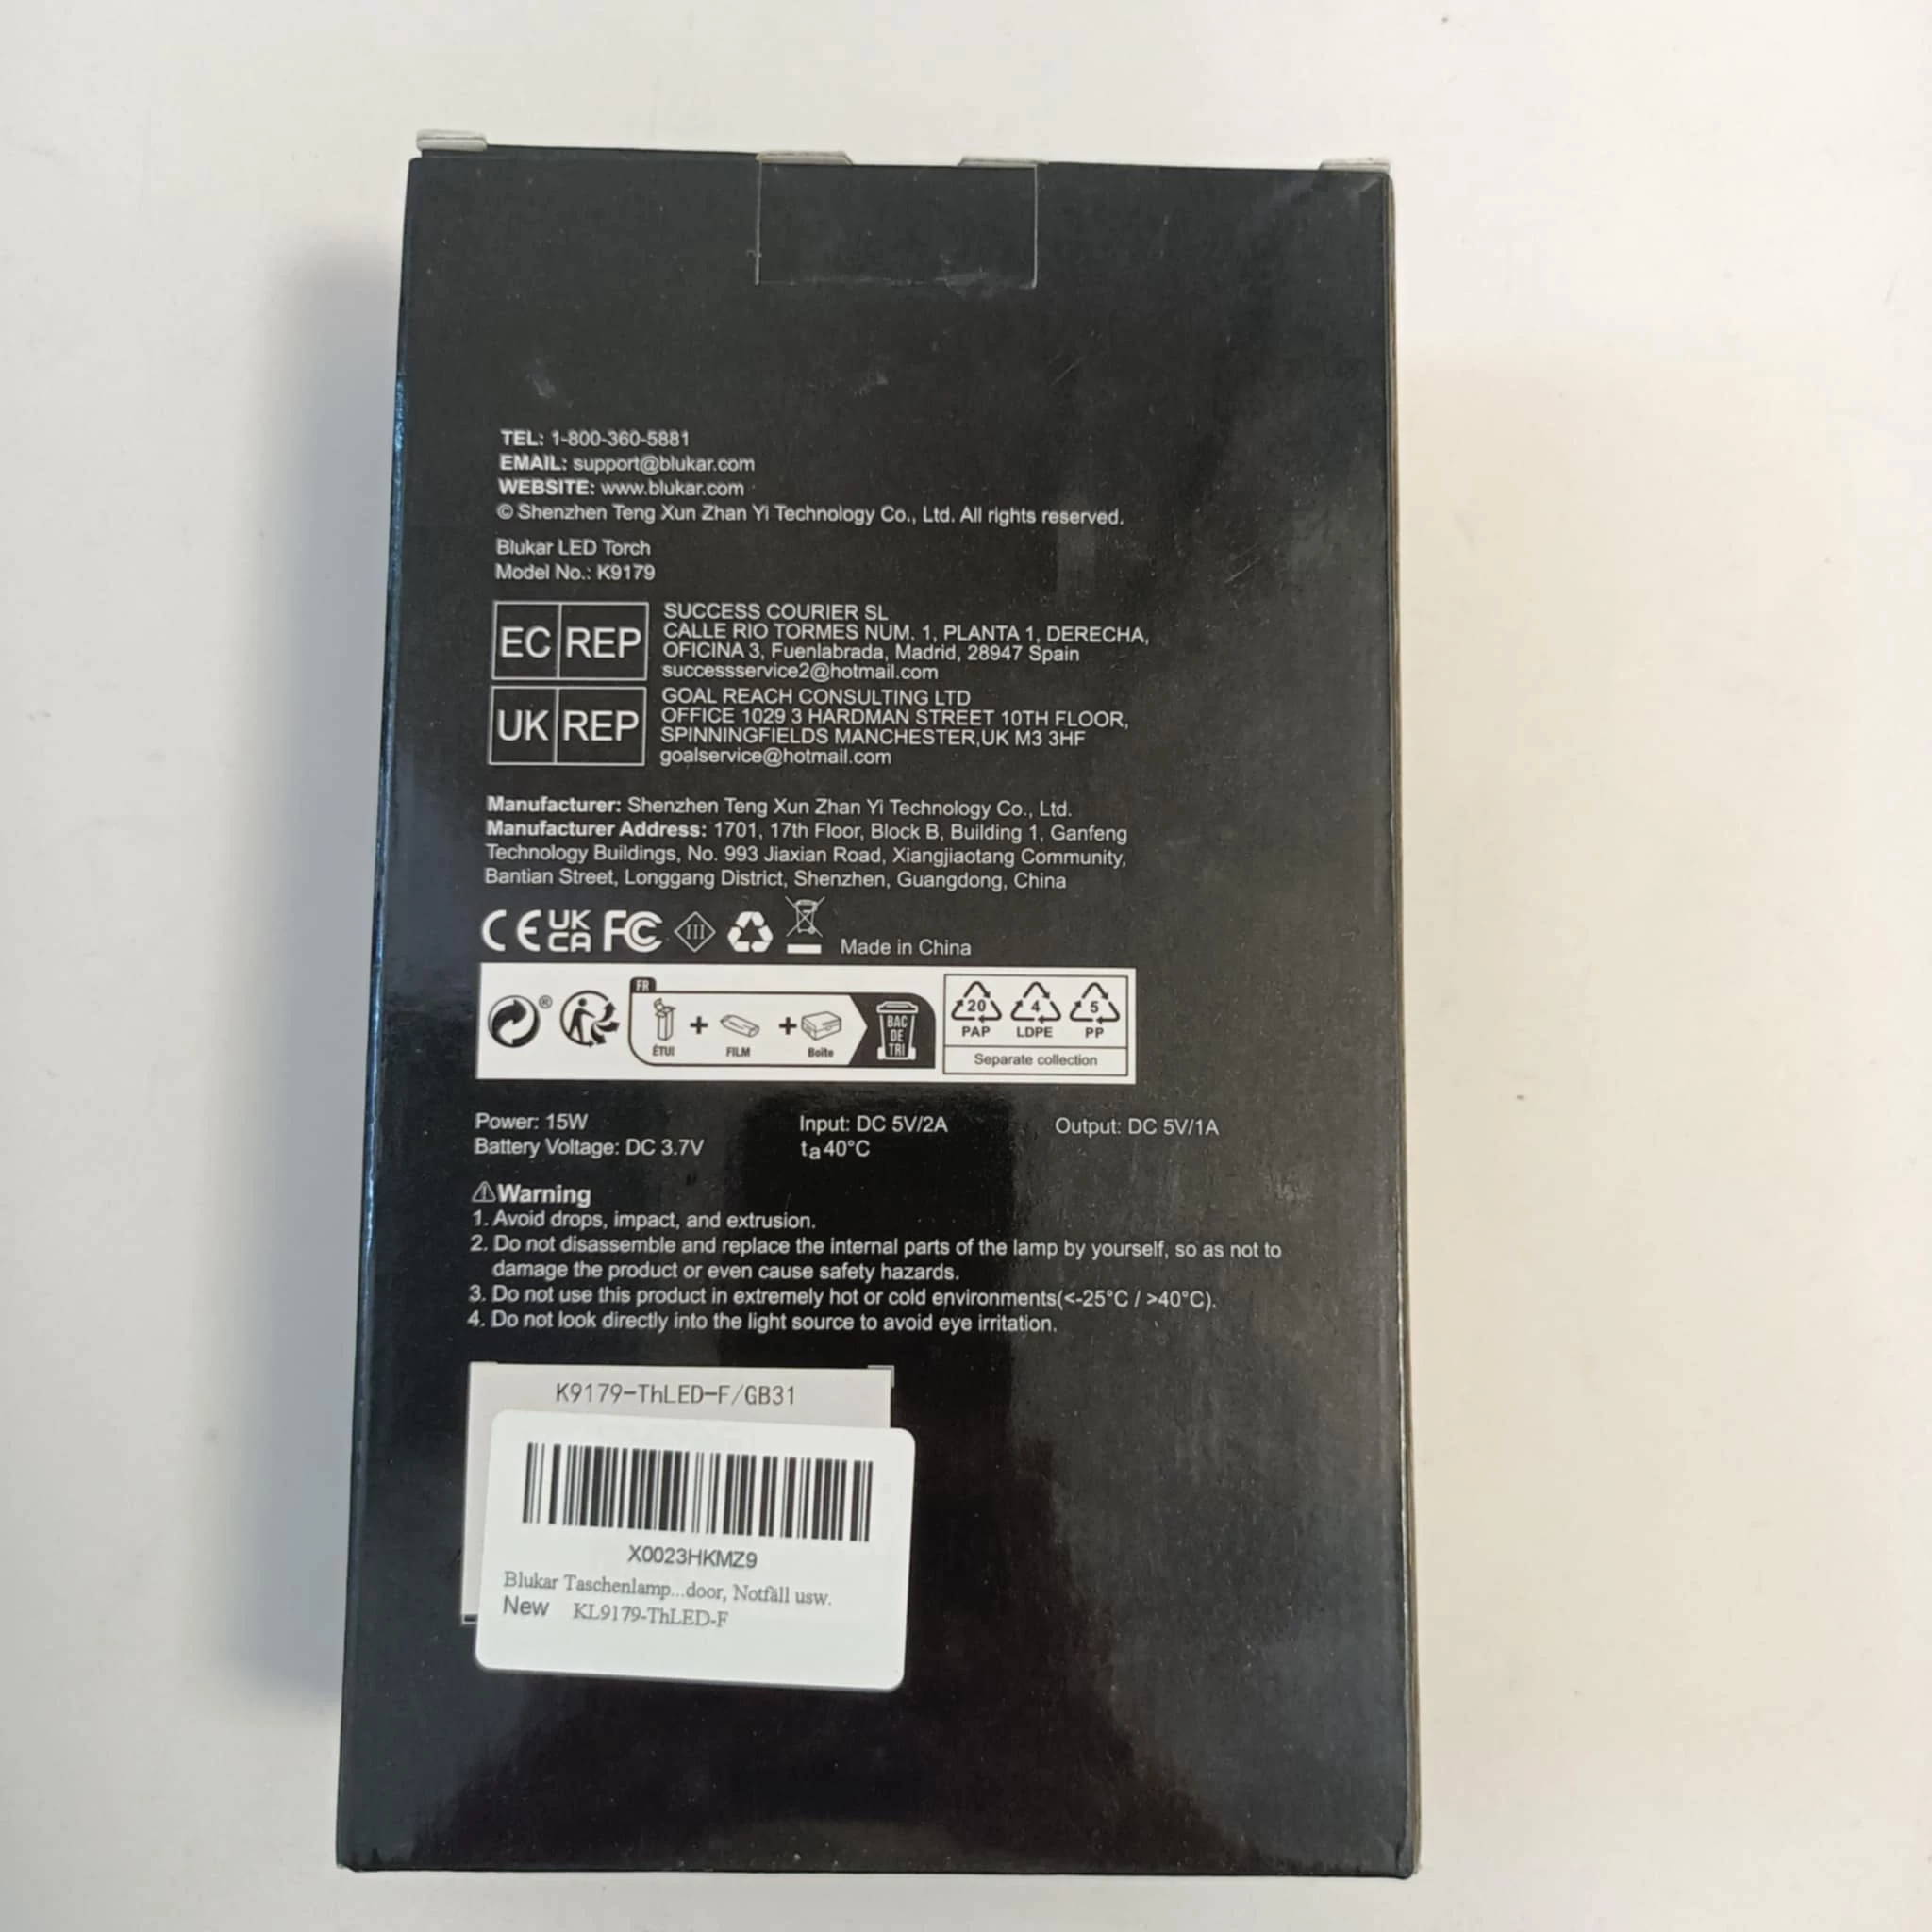 TEL: 1-800-360-5881
EMAIL: support@blukar.com
WEBSITE: www.blukar.com
© Shenzhen Teng Xun Zhan Yi Technology Co., Ltd. All rights reserved.
Blukar LED Torch
Model No.: K9179
EC REP
SUCCESS COURIER SL
CALLE RIO TORMES NUM. 1, PLANTA 1, DERECHA,
OFICINA 3, Fuenlabrada, Madrid, 28947 Spain
successservice2@hotmail.com
UK REP
GOAL REACH CONSULTING LTD
OFFICE 1029 3 HARDMAN STREET 10TH FLOOR,
SPINNINGFIELDS MANCHESTER,UK M3 3HF
goalservice@hotmail.com
Manufacturer: Shenzhen Teng Xun Zhan Yi Technology Co., Ltd.
Manufacturer Address: 1701, 17th Floor, Block B, Building 1, Ganfeng
Technology Buildings, No. 993 Jiaxian Road, Xiangjiaotang Community,
Bantian Street, Longgang District, Shenzhen, Guangdong, China
CE UK CA FC III Made in China
® FR
ÉTUI + FILM + Boîte
BAC DE TRI
20 4 5
PAP LDPE PP
Separate collection
Power: 15W Input: DC 5V/2A Output: DC 5V/1A
Battery Voltage: DC 3.7V ta40°C
⚠Warning
1. Avoid drops, impact, and extrusion.
2. Do not disassemble and replace the internal parts of the lamp by yourself, so as not to
damage the product or even cause safety hazards.
3. Do not use this product in extremely hot or cold environments(<-25°C / >40°C).
4. Do not look directly into the light source to avoid eye irritation.
K9179-ThLED-F/GB31
X0023HKMZ9
Blukar Taschenlamp...door, Notfäll usw.
New KL9179-ThLED-F